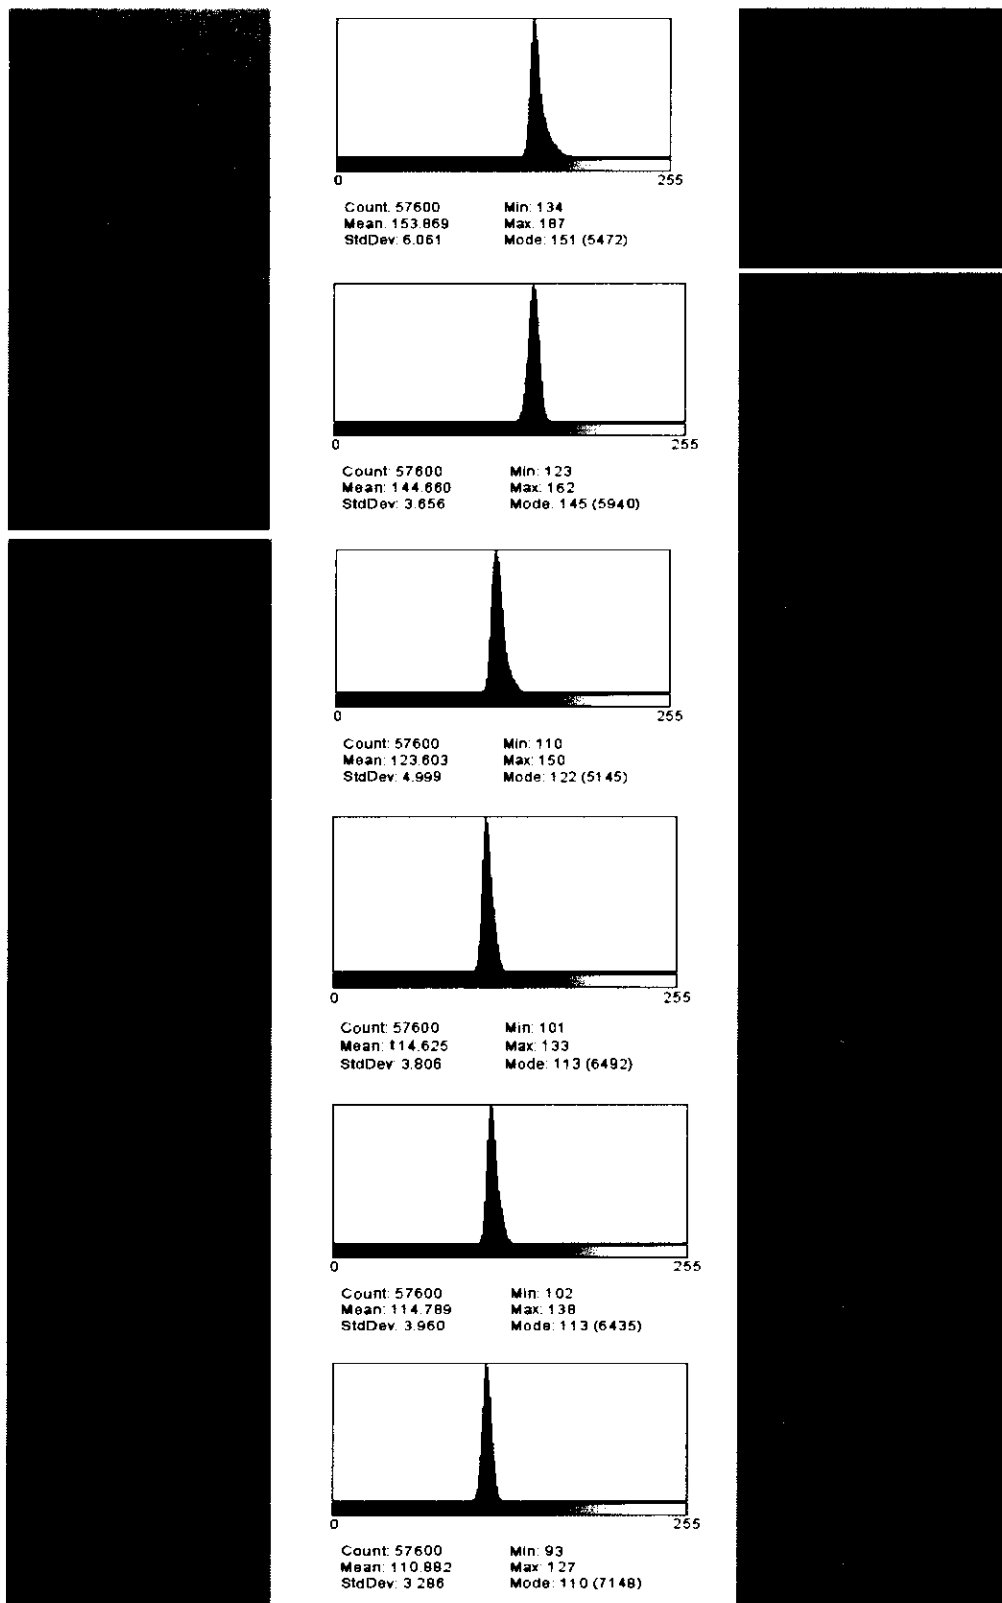 0 255
Count: 57600 Min: 134
Mean: 153.869 Max: 187
StdDev: 6.061 Mode: 151 (5472)
0 255
Count: 57600 Min: 123
Mean: 144.660 Max: 162
StdDev: 3.656 Mode: 145 (5940)
0 255
Count: 57600 Min: 110
Mean: 123.603 Max: 150
StdDev: 4.999 Mode: 122 (5145)
0 255
Count: 57600 Min: 101
Mean: 114.625 Max: 133
StdDev: 3.806 Mode: 113 (6492)
0 255
Count: 57600 Min: 102
Mean: 114.789 Max: 138
StdDev: 3.960 Mode: 113 (6435)
0 255
Count: 57600 Min: 93
Mean: 110.882 Max: 127
StdDev: 3.286 Mode: 110 (7148)